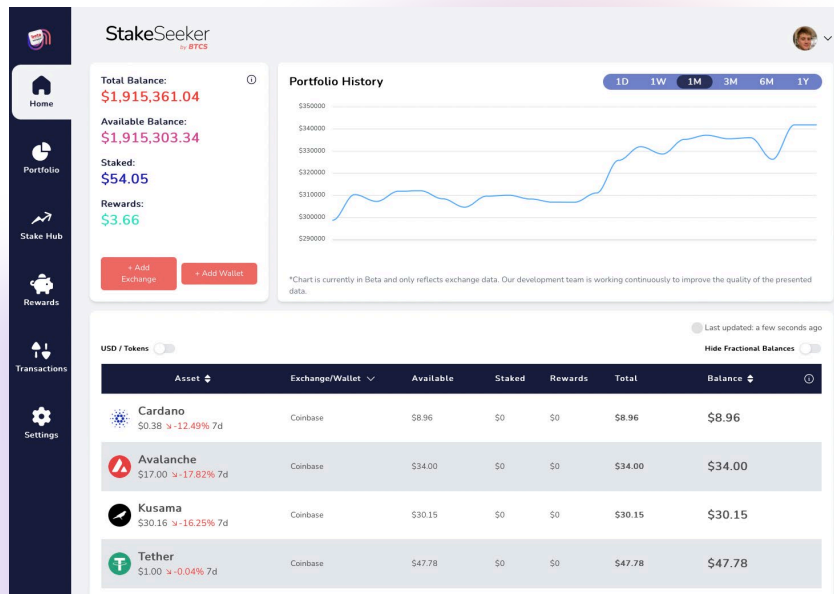 StakeSeeker
by BTCS
Home
Portfolio
Stake Hub
Rewards
Transactions
Settings
Total Balance:
$1,915,361.04
Available Balance:
$1,915,303.34
Staked:
$54.05
Rewards:
$3.66
+ Add
Exchange
+ Add Wallet
Portfolio History
1D 1W 1M 3M 6M 1Y
$350000
$340000
$330000
$320000
$310000
$300000
$290000
*Chart is currently in Beta and only reflects exchange data. Our development team is working continuously to improve the quality of the presented
data.
Last updated: a few seconds ago
USD / Tokens
Hide Fractional Balances
Asset Exchange/Wallet Available Staked Rewards Total Balance
Cardano
$0.38 -12.49% 7d
Coinbase $8.96 $0 $0 $8.96 $8.96
Avalanche
$17.00 -17.82% 7d
Coinbase $34.00 $0 $0 $34.00 $34.00
Kusama
$30.16 -16.25% 7d
Coinbase $30.15 $0 $0 $30.15 $30.15
Tether
$1.00 -0.04% 7d
Coinbase $47.78 $0 $0 $47.78 $47.78